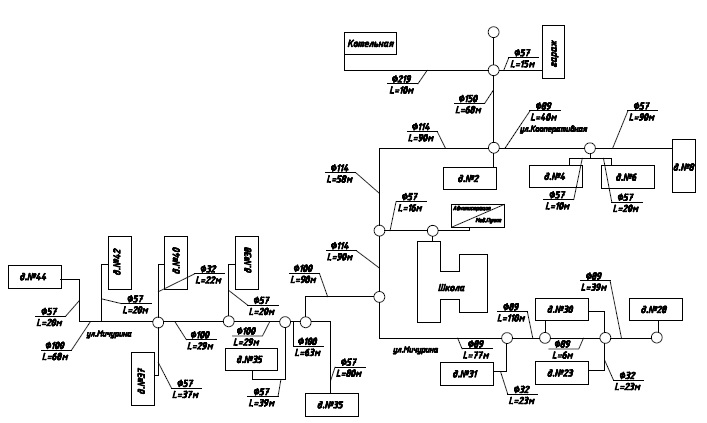 Котельная
гараж
Ф57
L=15м
Ф219
L=10м
Ф150
L=68м
Ф89
L=40м
Ф57
L=90м
ул.Кооперативная
Ф114
L=90м
д.№2
д.№4
д.№6
д.№8
Ф57
L=10м
Ф57
L=20м
Ф114
L=58м
Ф57
L=16м
Администрация
Ф114
L=90м
Школа
д.№42
д.№40
д.№38
д.№44
Ф32
L=22м
Ф100
L=90м
Ф57
L=20м
Ф57
L=20м
Ф57
L=20м
ул.Мичурина
Ф100
L=60м
Ф100
L=29м
Ф100
L=29м
Ф100
L=63м
д.№35
д.№37
Ф57
L=37м
Ф57
L=39м
Ф57
L=80м
д.№35
Ф89
L=39м
Ф89
L=110м
д.№30
д.№28
ул.Мичурина
Ф89
L=77м
Ф89
L=6м
д.№31
д.№23
Ф32
L=23м
Ф32
L=23м